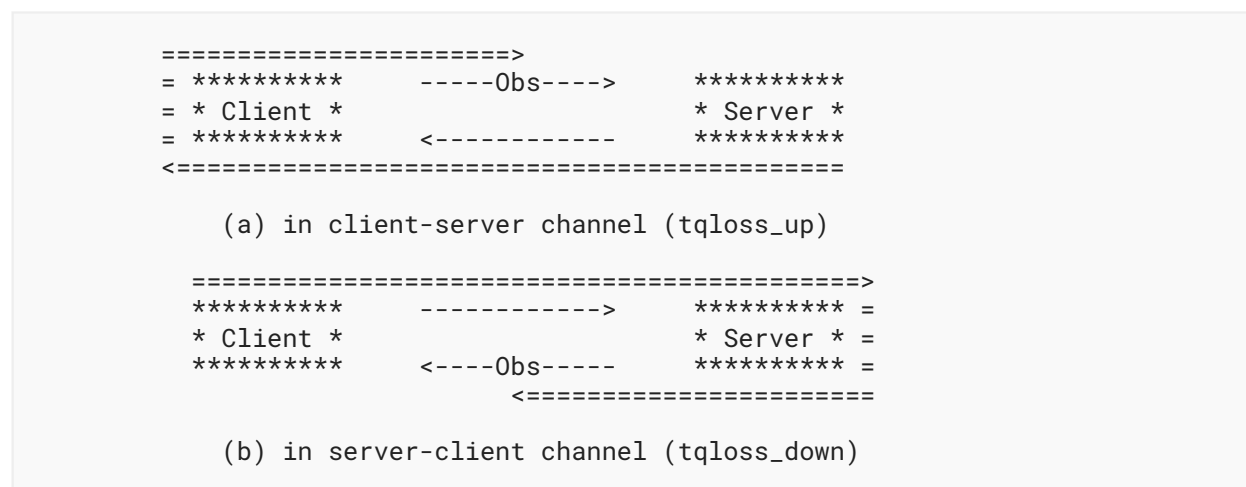 =======================>
= **********     -----Obs---->     **********
= * Client *                       * Server *
= **********     <------------     **********
<=============================================
(a) in client-server channel (tqloss_up)
============================================>
**********     ------------>     ********** =
* Client *                       * Server * =
**********     <----Obs-----     ********** =
<=======================
(b) in server-client channel (tqloss_down)